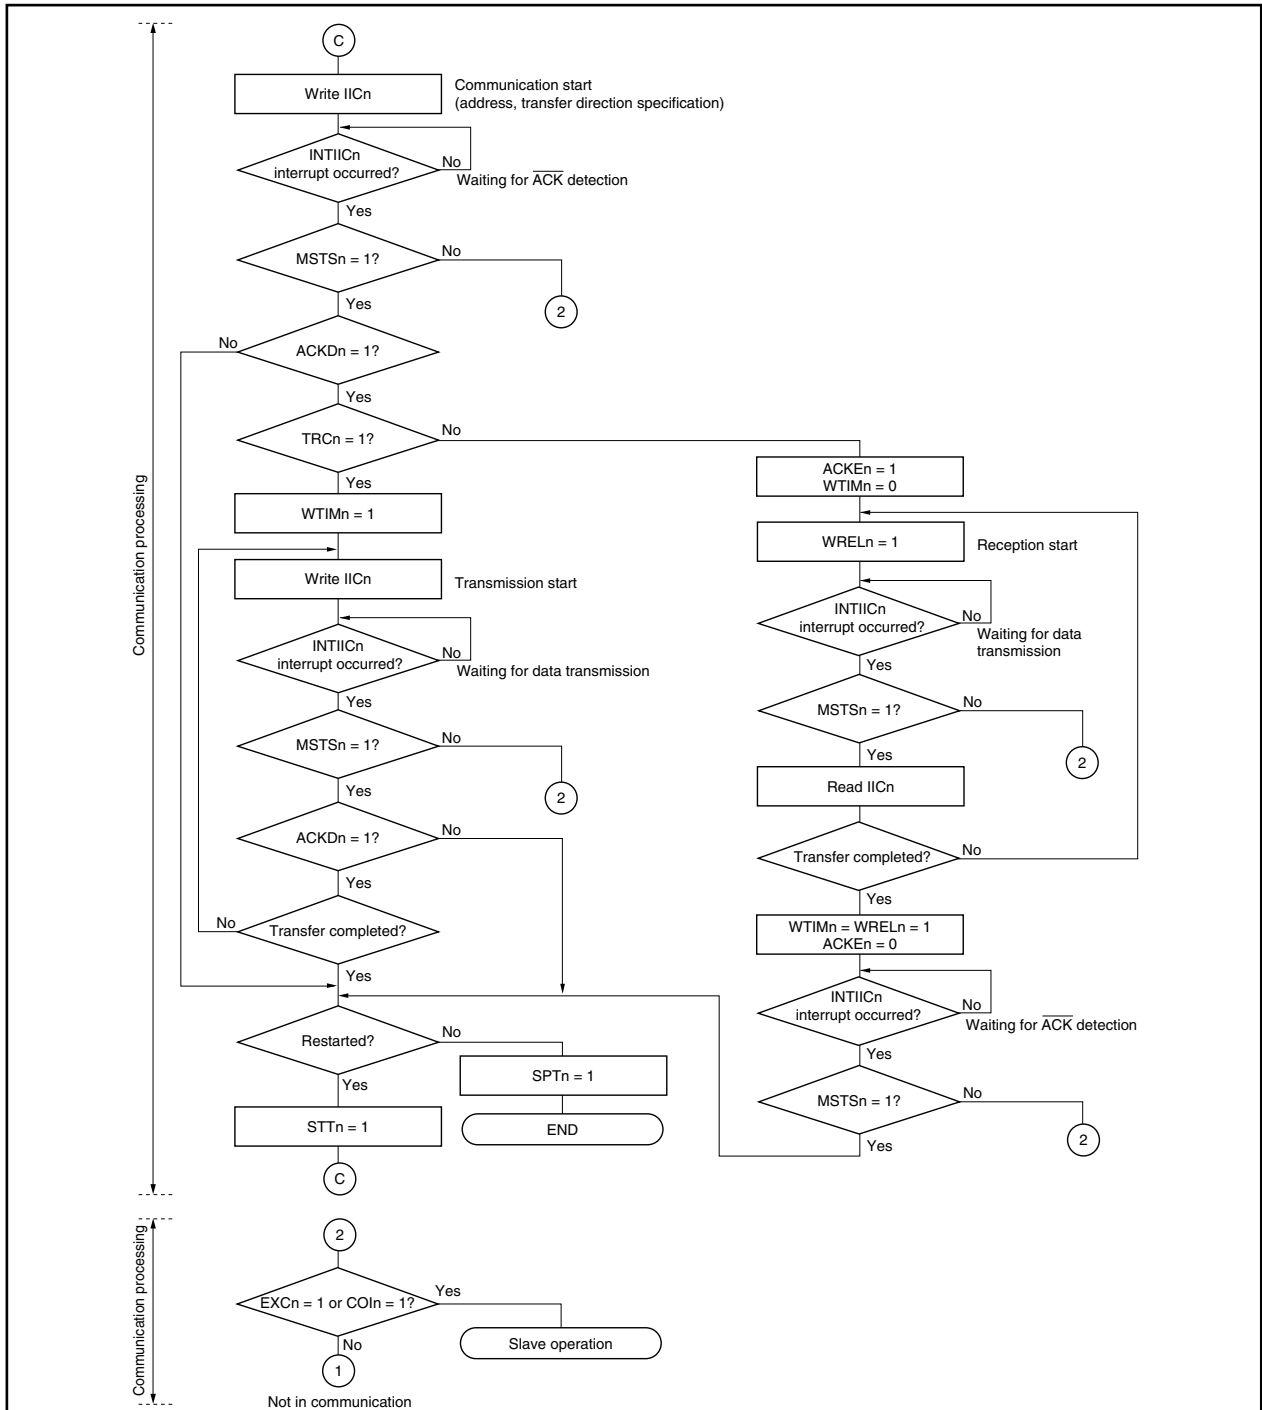 C
Write IICn
Communication start
(address, transfer direction specification)
INTIICn
interrupt occurred?
No
Waiting for ACK detection
Yes
MSTSn = 1?
No
2
Yes
ACKDn = 1?
No
Yes
TRCn = 1?
No
Yes
WTIMn = 1
Write IICn
Transmission start
INTIICn
interrupt occurred?
No
Waiting for data transmission
Yes
MSTSn = 1?
No
2
Yes
ACKDn = 1?
No
Yes
Transfer completed?
No
Yes
Restarted?
No
Yes
SPTn = 1
END
STTn = 1
C
ACKEn = 1
WTIMn = 0
WRELn = 1
Reception start
INTIICn
interrupt occurred?
No
Waiting for data
transmission
Yes
MSTSn = 1?
No
2
Yes
Read IICn
Transfer completed?
No
Yes
WTIMn = WRELn = 1
ACKEn = 0
INTIICn
interrupt occurred?
No
Waiting for ACK detection
Yes
MSTSn = 1?
No
2
Yes
Communication processing
2
EXCn = 1 or COIn = 1?
Yes
Slave operation
No
1
Not in communication
Communication processing